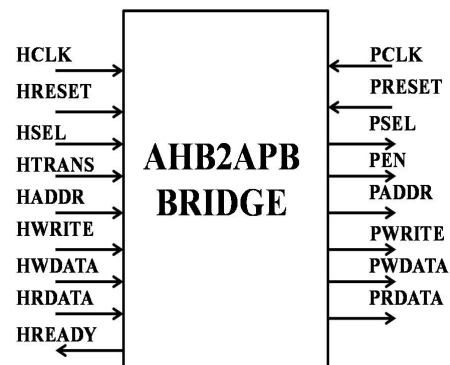 HCLK
HRESET
HSEL
HTRANS
HADDR
HWRITE
HWDATA
HRDATA
HREADY
AHB2APB
BRIDGE
PCLK
PRESET
PSEL
PEN
PADDR
PWRITE
PWDATA
PRDATA